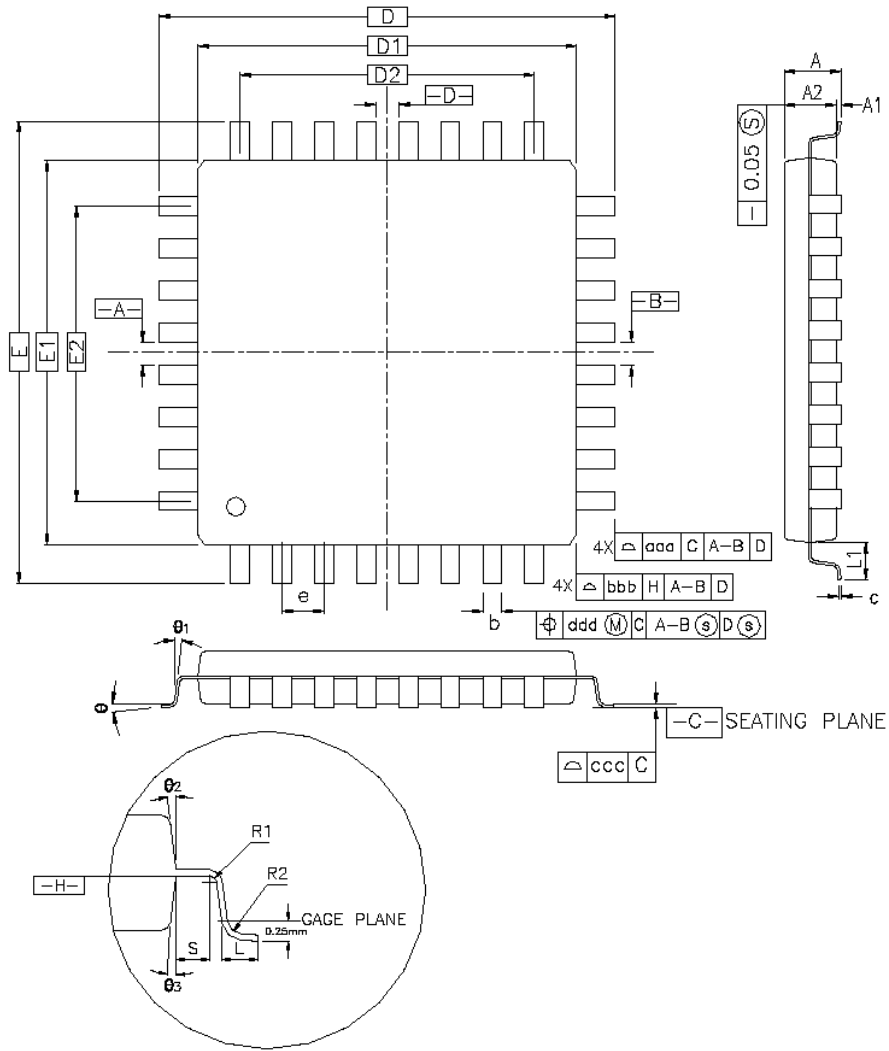 D
D1
D2
-D-
A
A2
A1
- 0.05 Ⓢ
-A-
-B-
E
E1
E2
4X ⌓ aaa C A-B D
4X ⌓ bbb H A-B D
e
b
⌖ ddd Ⓜ C A-B ⓢ D ⓢ
L1
c
θ1
θ
-C- SEATING PLANE
⌓ ccc C
θ2
R1
R2
-H-
GAGE PLANE
0.25mm
S
L
θ3